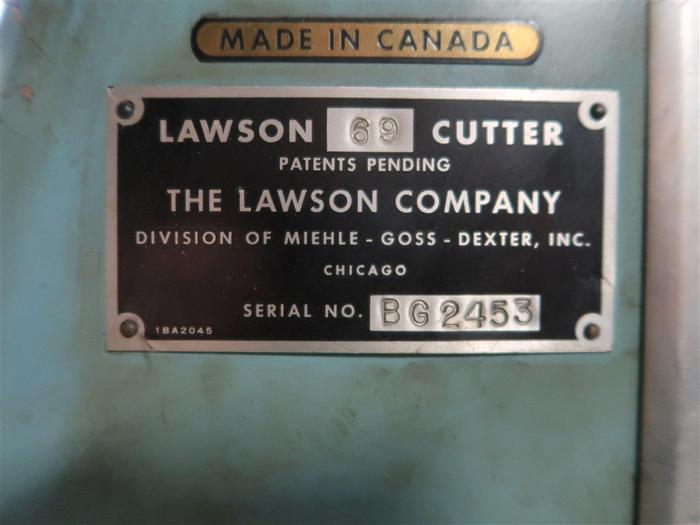 MADE IN CANADA
LAWSON 69 CUTTER
PATENTS PENDING
THE LAWSON COMPANY
DIVISION OF MIEHLE - GOSS - DEXTER, INC.
CHICAGO
SERIAL NO. BG2453
1BA2045